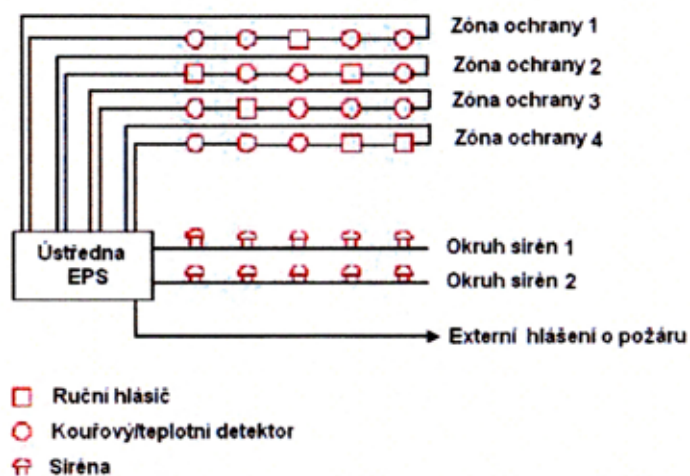 Zóna ochrany 1
Zóna ochrany 2
Zóna ochrany 3
Zóna ochrany 4
Ústředna
EPS
Okruh sirén 1
Okruh sirén 2
Externí hlášení o požáru
Ruční hlásič
Kouřový/teplotní detektor
Siréna